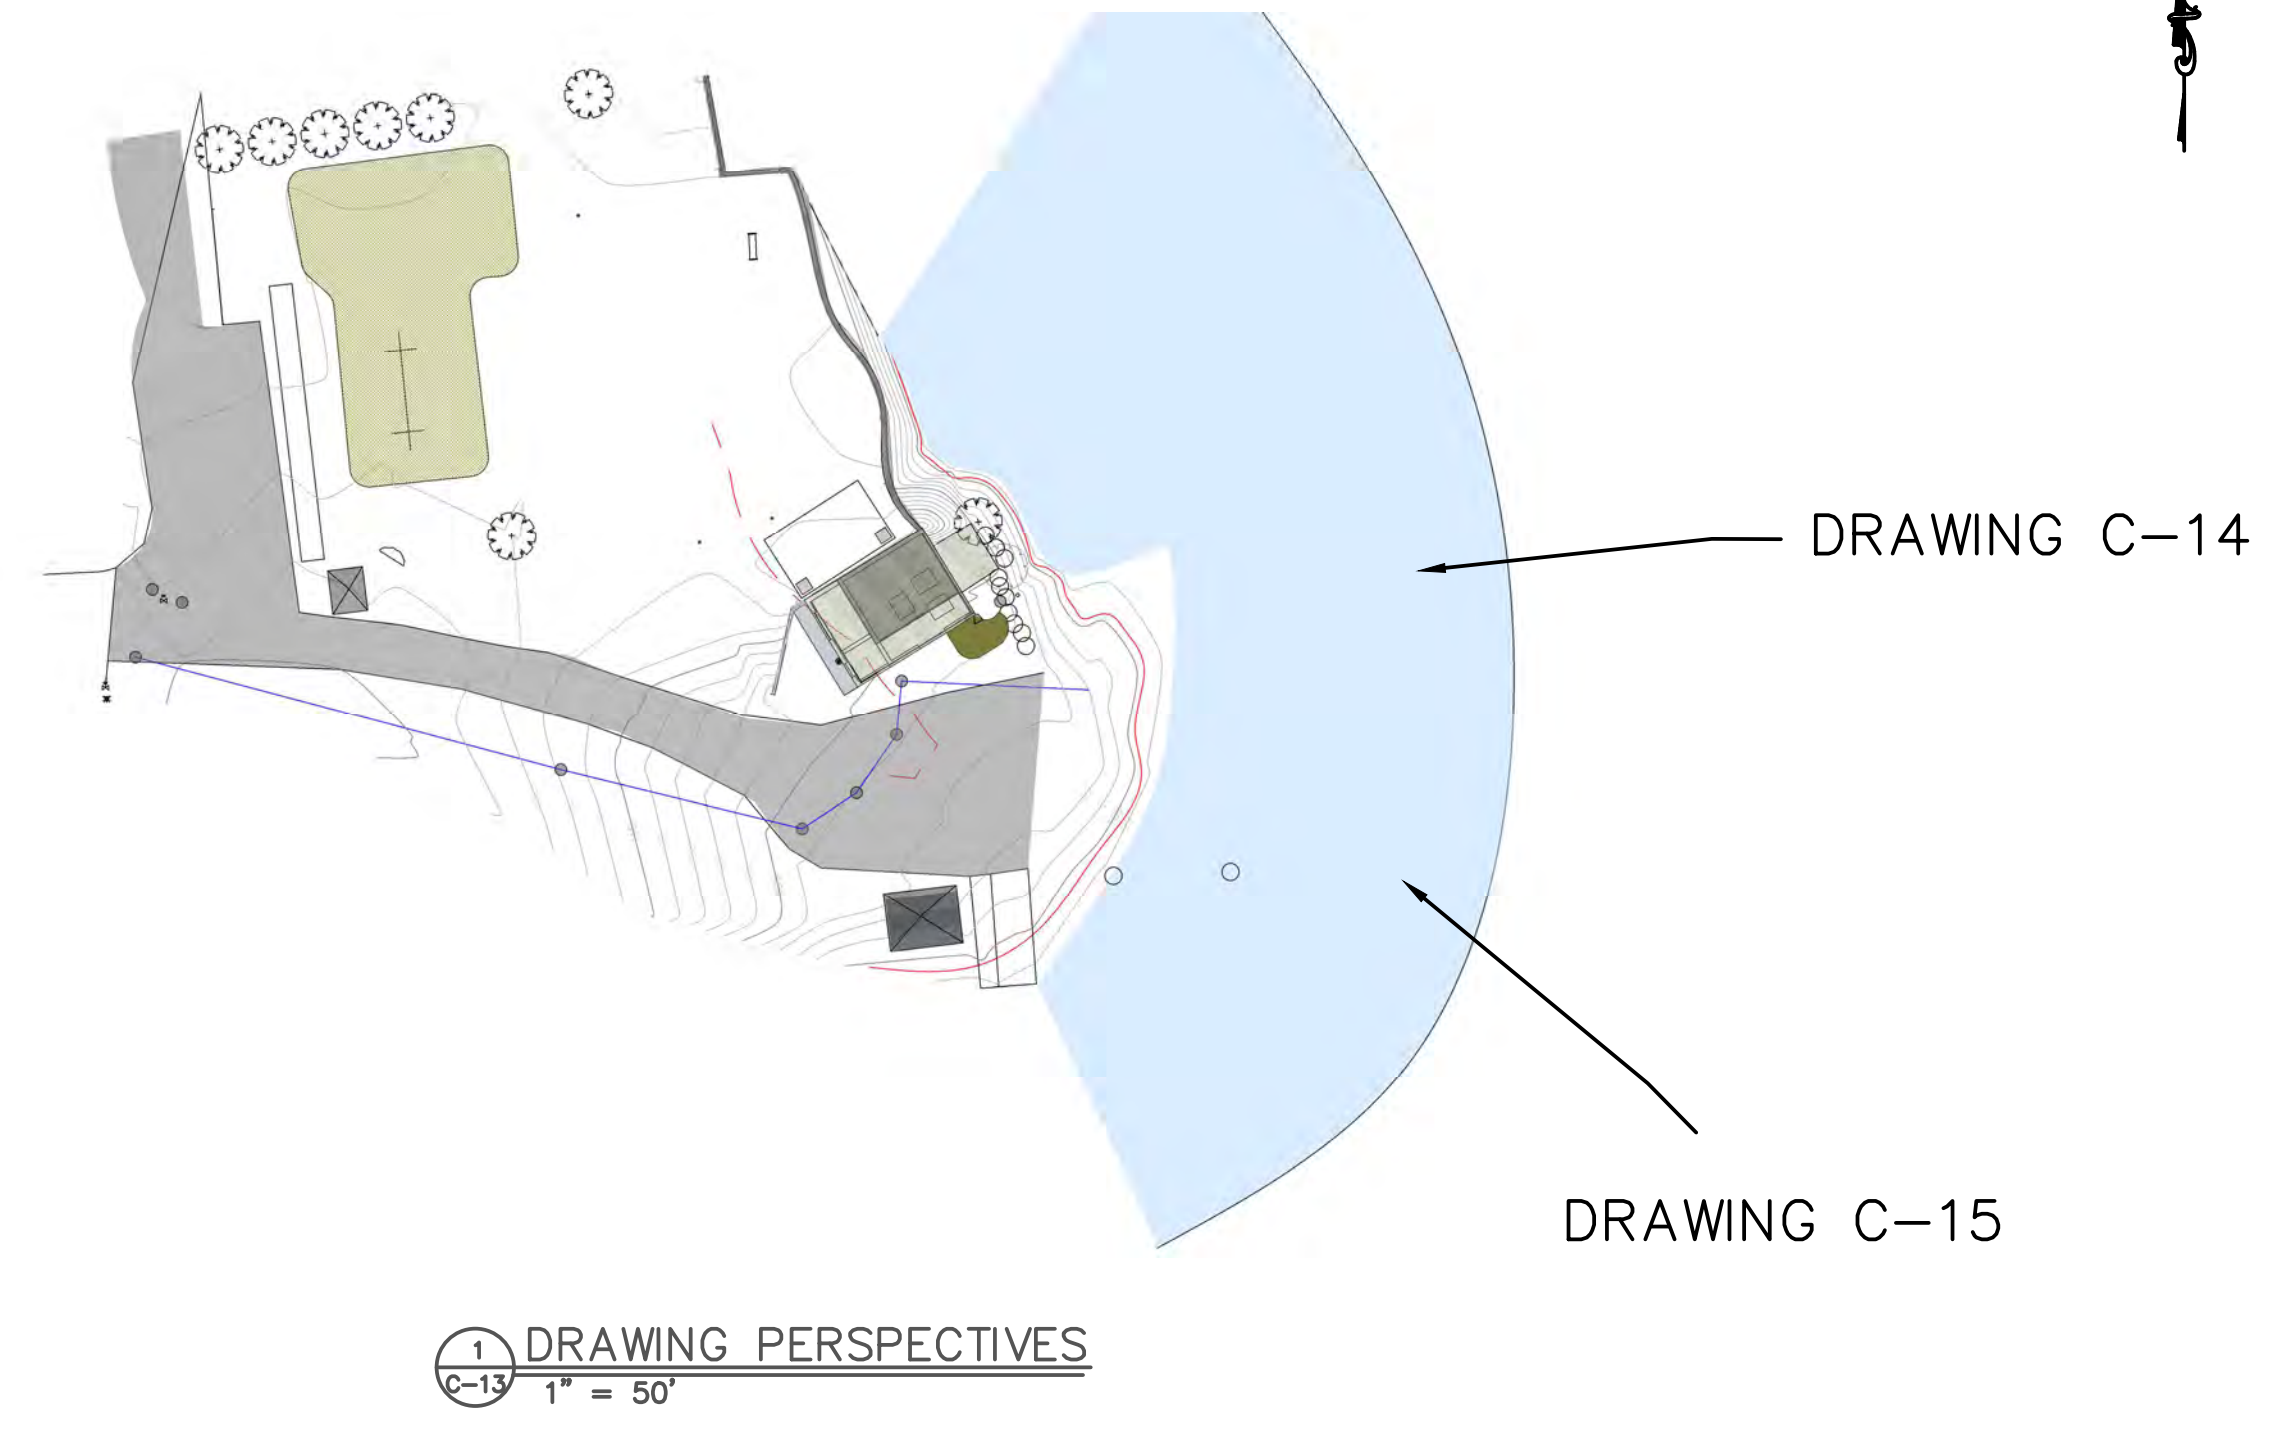 DRAWING C-14
DRAWING C-15
1
C-13
DRAWING PERSPECTIVES
1" = 50'